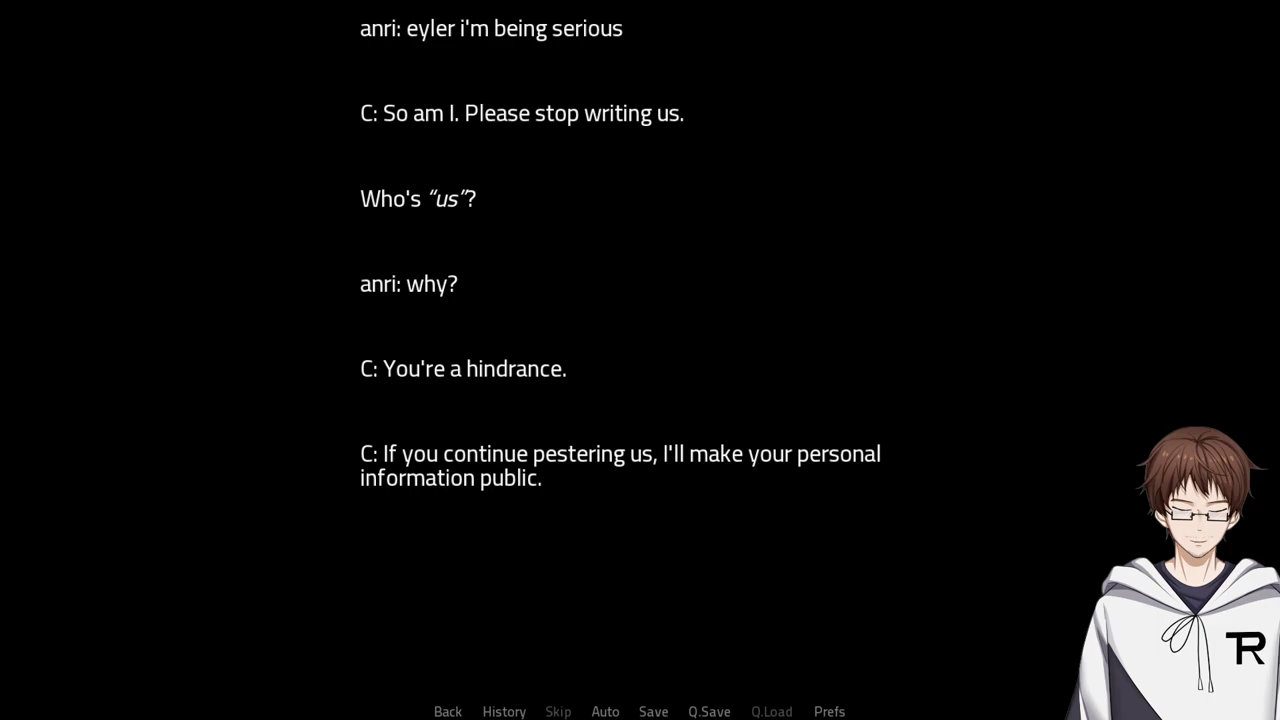 anri: eyler i'm being serious
C: So am I. Please stop writing us.
Who's “us”?
anri: why?
C: You're a hindrance.
C: If you continue pestering us, I'll make your personal
information public.
TR
Back History Skip Auto Save Q.Save Q.Load Prefs